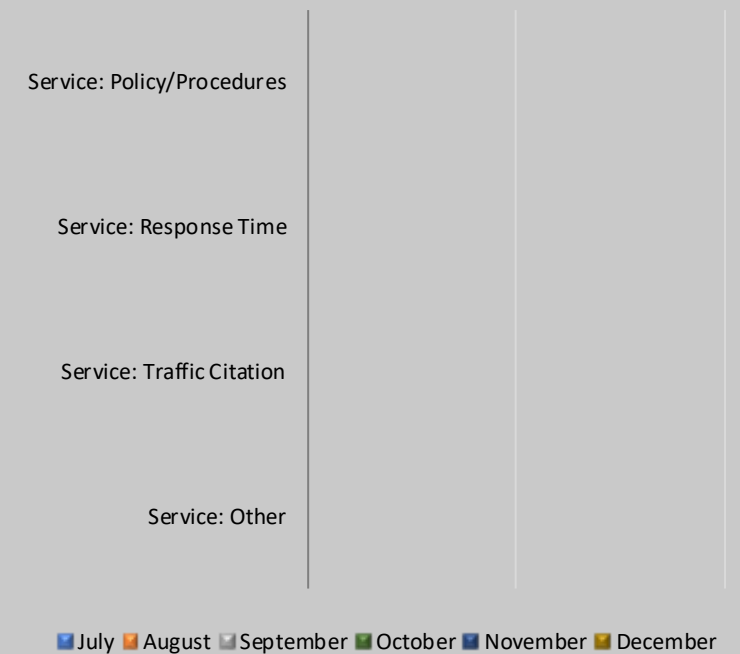 Service: Policy/Procedures
Service: Response Time
Service: Traffic Citation
Service: Other
July August September October November December